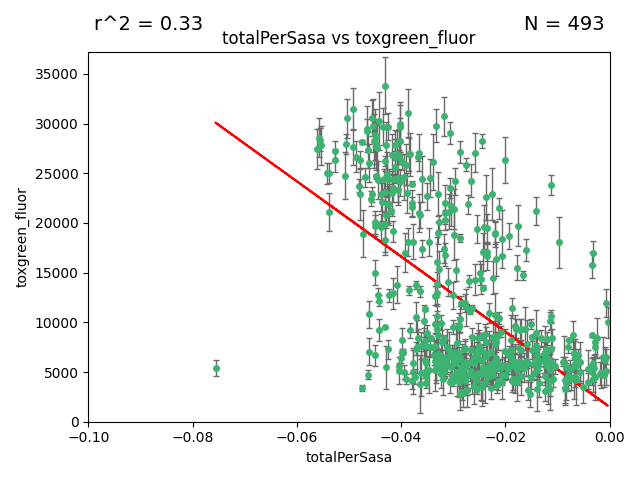 r^2 = 0.33
N = 493
totalPerSasa vs toxgreen_fluor
toxgreen_fluor
35000
30000
25000
20000
15000
10000
5000
0
−0.10
−0.08
−0.06
−0.04
−0.02
0.00
totalPerSasa